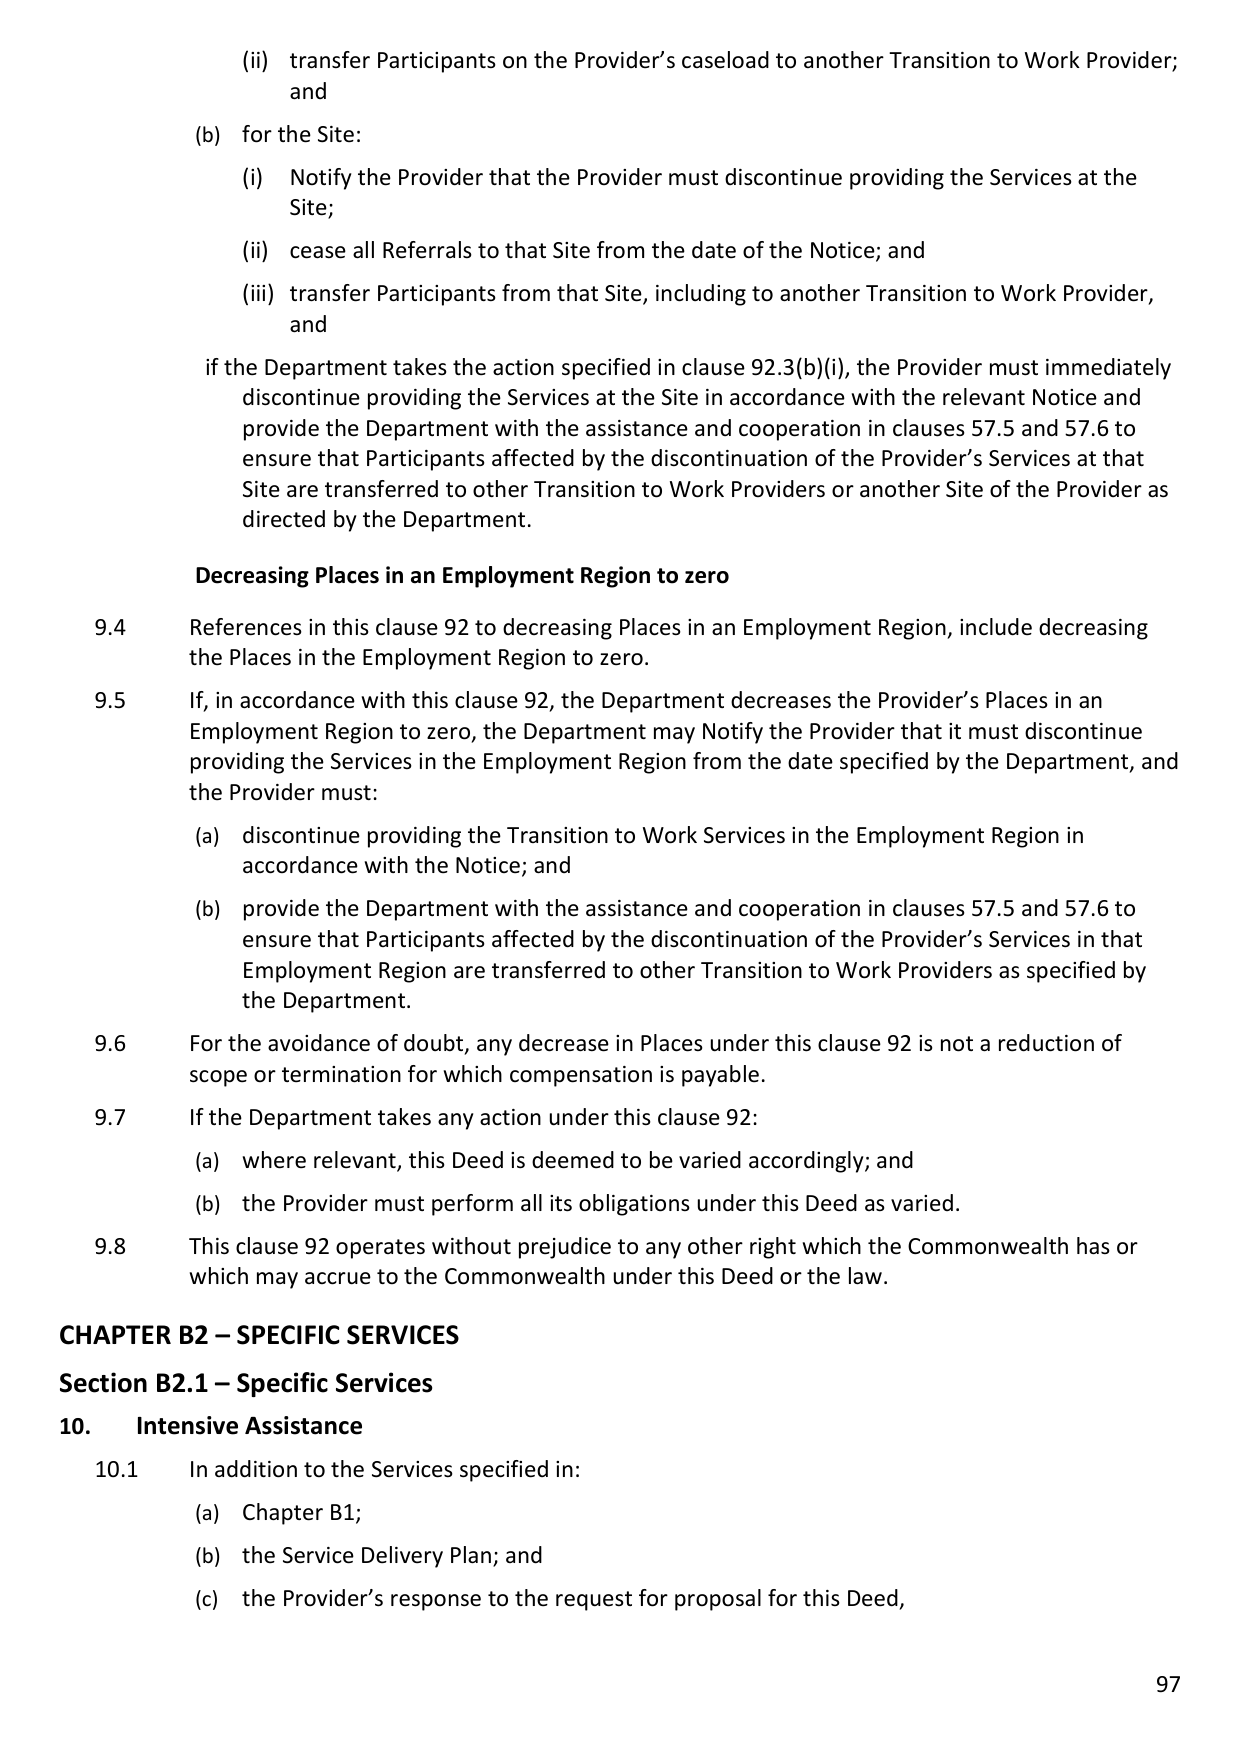 (ii) transfer Participants on the Provider’s caseload to another Transition to Work Provider;
and
(b) for the Site:
(i) Notify the Provider that the Provider must discontinue providing the Services at the
Site;
(ii) cease all Referrals to that Site from the date of the Notice; and
(iii) transfer Participants from that Site, including to another Transition to Work Provider,
and
if the Department takes the action specified in clause 92.3(b)(i), the Provider must immediately
discontinue providing the Services at the Site in accordance with the relevant Notice and
provide the Department with the assistance and cooperation in clauses 57.5 and 57.6 to
ensure that Participants affected by the discontinuation of the Provider’s Services at that
Site are transferred to other Transition to Work Providers or another Site of the Provider as
directed by the Department.
Decreasing Places in an Employment Region to zero
9.4 References in this clause 92 to decreasing Places in an Employment Region, include decreasing
the Places in the Employment Region to zero.
9.5 If, in accordance with this clause 92, the Department decreases the Provider’s Places in an
Employment Region to zero, the Department may Notify the Provider that it must discontinue
providing the Services in the Employment Region from the date specified by the Department, and
the Provider must:
(a) discontinue providing the Transition to Work Services in the Employment Region in
accordance with the Notice; and
(b) provide the Department with the assistance and cooperation in clauses 57.5 and 57.6 to
ensure that Participants affected by the discontinuation of the Provider’s Services in that
Employment Region are transferred to other Transition to Work Providers as specified by
the Department.
9.6 For the avoidance of doubt, any decrease in Places under this clause 92 is not a reduction of
scope or termination for which compensation is payable.
9.7 If the Department takes any action under this clause 92:
(a) where relevant, this Deed is deemed to be varied accordingly; and
(b) the Provider must perform all its obligations under this Deed as varied.
9.8 This clause 92 operates without prejudice to any other right which the Commonwealth has or
which may accrue to the Commonwealth under this Deed or the law.
CHAPTER B2 – SPECIFIC SERVICES
Section B2.1 – Specific Services
10. Intensive Assistance
10.1 In addition to the Services specified in:
(a) Chapter B1;
(b) the Service Delivery Plan; and
(c) the Provider’s response to the request for proposal for this Deed,
97